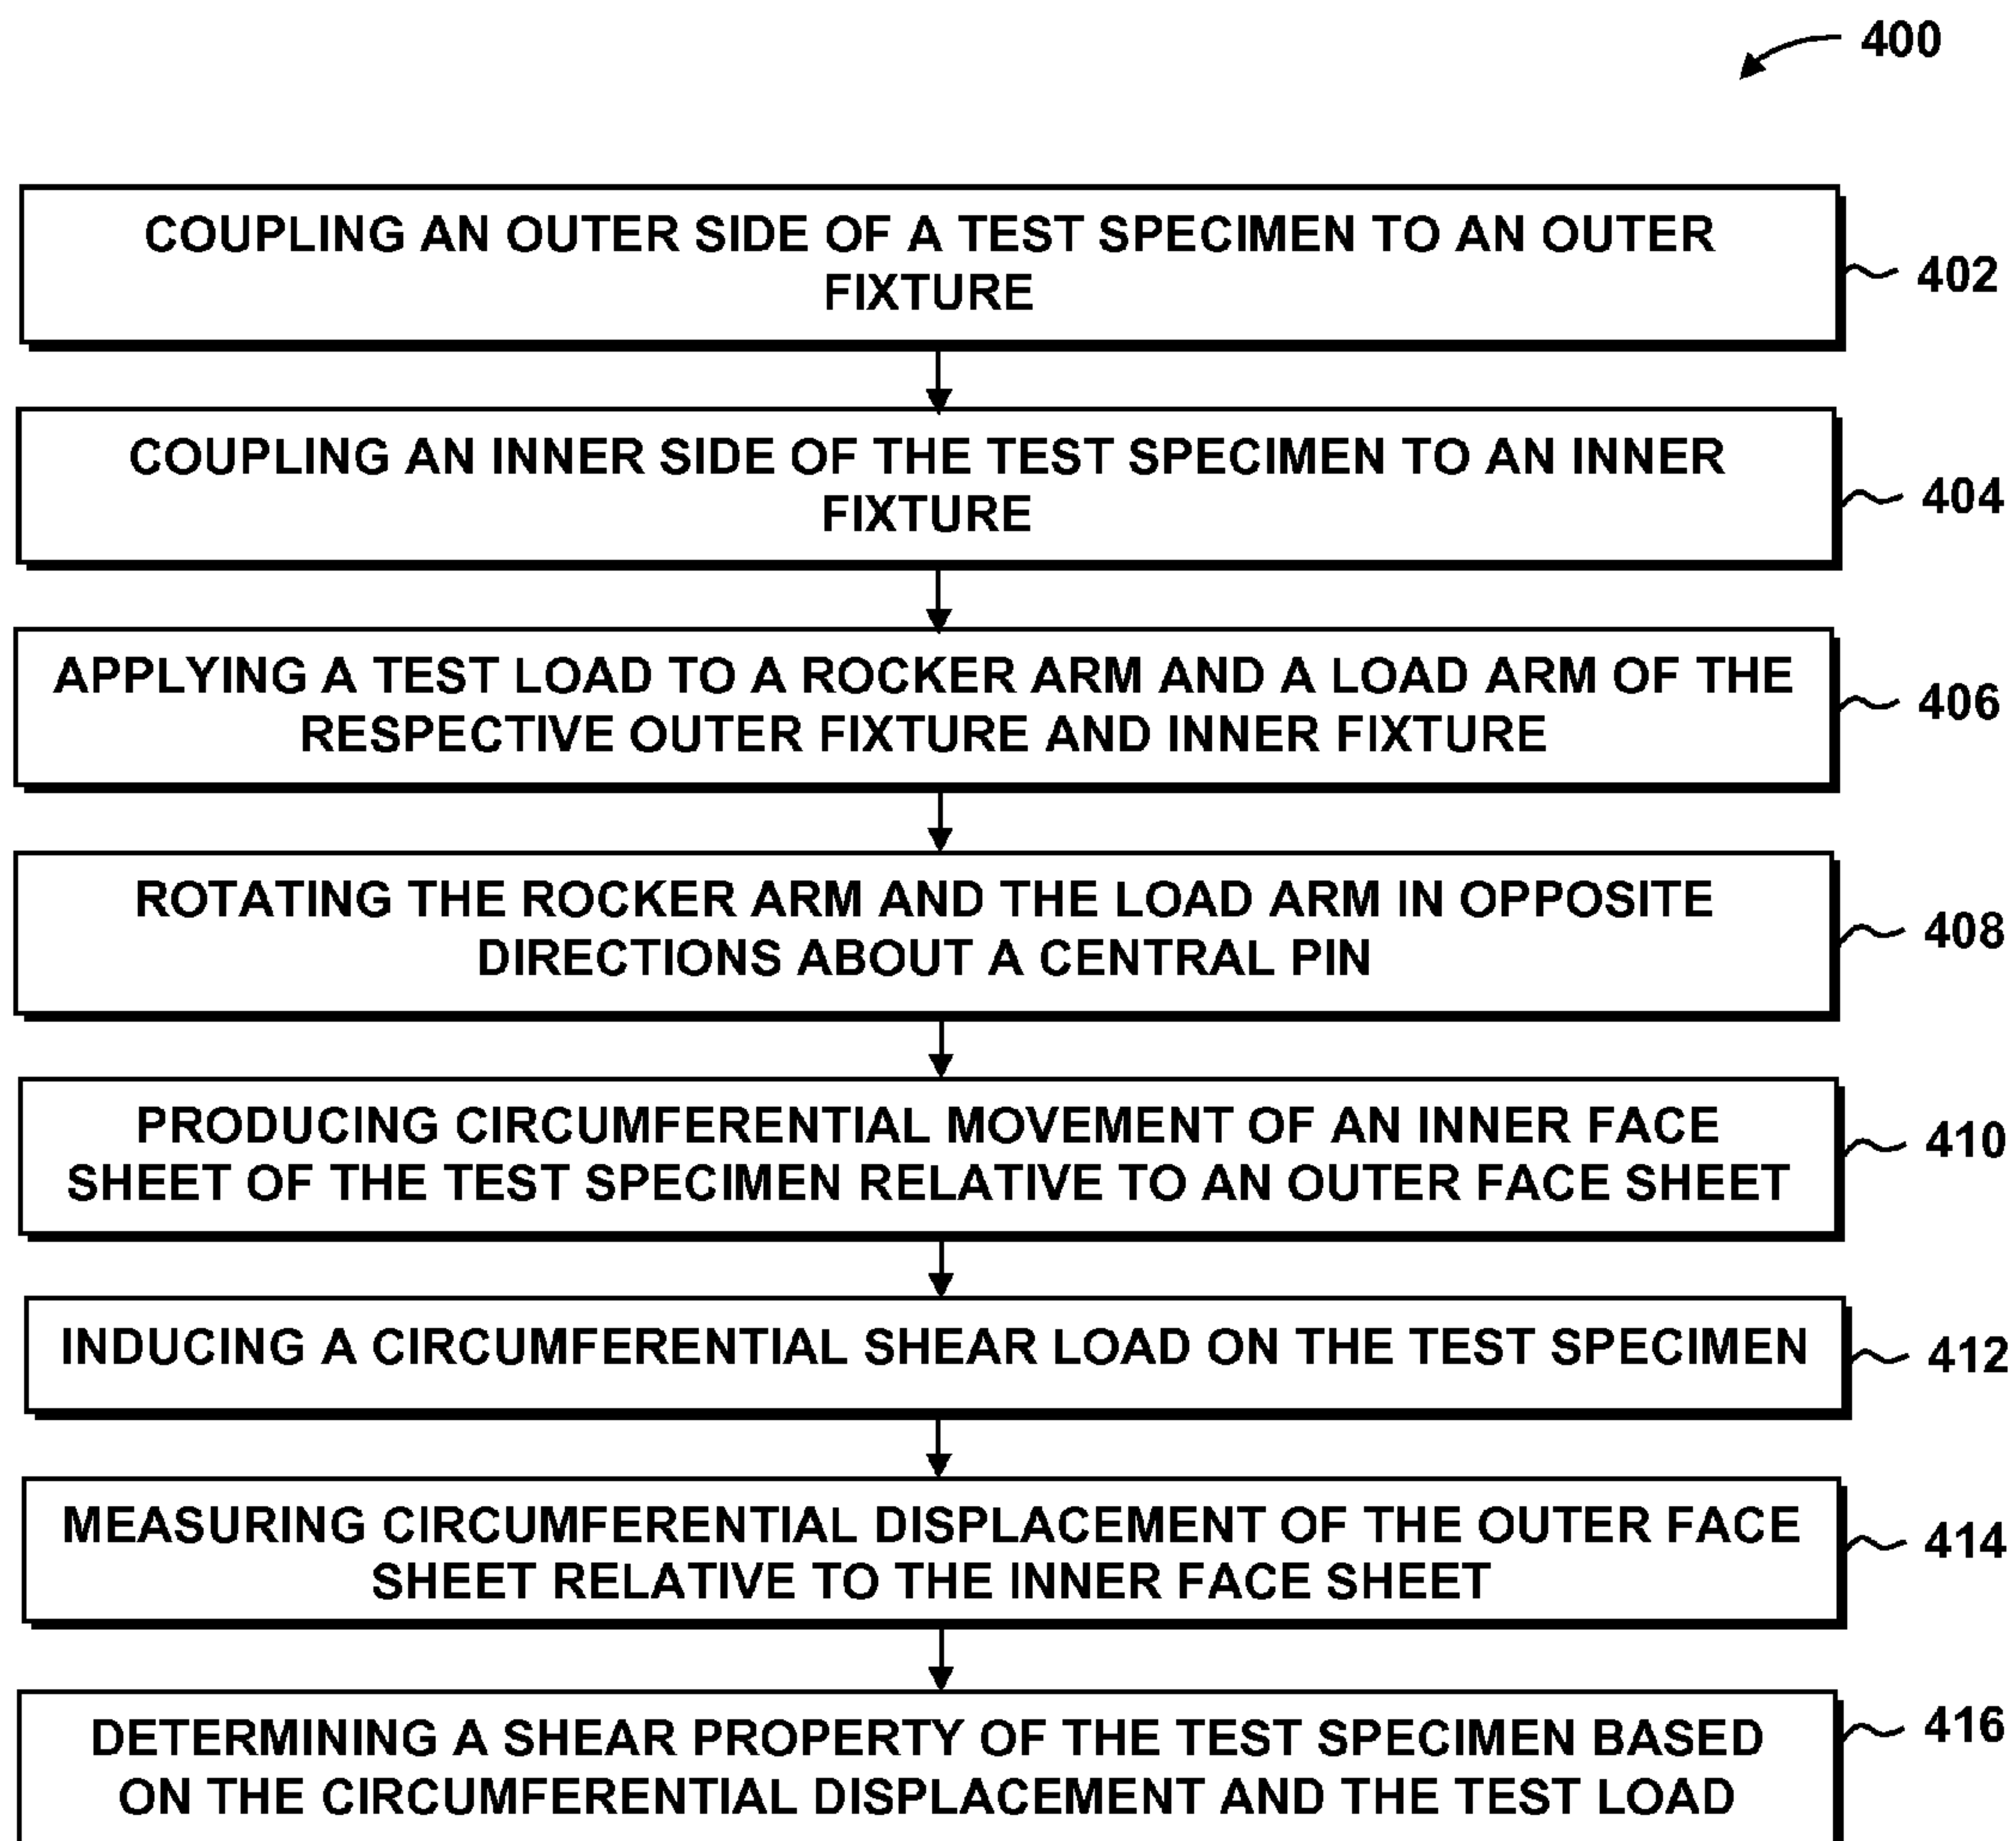 400
COUPLING AN OUTER SIDE OF A TEST SPECIMEN TO AN OUTER
FIXTURE
402
COUPLING AN INNER SIDE OF THE TEST SPECIMEN TO AN INNER
FIXTURE
404
APPLYING A TEST LOAD TO A ROCKER ARM AND A LOAD ARM OF THE
RESPECTIVE OUTER FIXTURE AND INNER FIXTURE
406
ROTATING THE ROCKER ARM AND THE LOAD ARM IN OPPOSITE
DIRECTIONS ABOUT A CENTRAL PIN
408
PRODUCING CIRCUMFERENTIAL MOVEMENT OF AN INNER FACE
SHEET OF THE TEST SPECIMEN RELATIVE TO AN OUTER FACE SHEET
410
INDUCING A CIRCUMFERENTIAL SHEAR LOAD ON THE TEST SPECIMEN
412
MEASURING CIRCUMFERENTIAL DISPLACEMENT OF THE OUTER FACE
SHEET RELATIVE TO THE INNER FACE SHEET
414
DETERMINING A SHEAR PROPERTY OF THE TEST SPECIMEN BASED
ON THE CIRCUMFERENTIAL DISPLACEMENT AND THE TEST LOAD
416